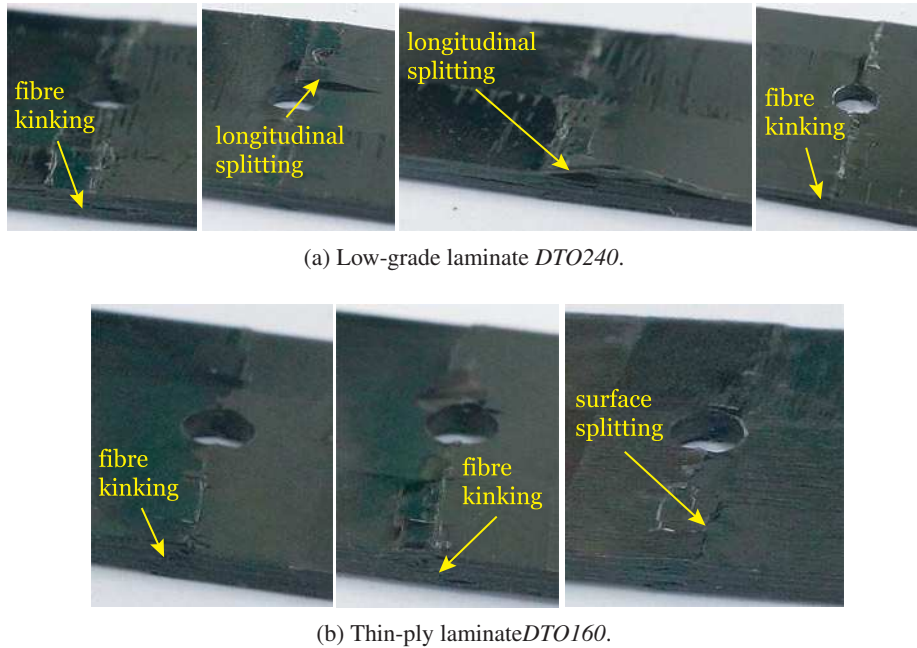 fibre
kinking
longitudinal
splitting
longitudinal
splitting
fibre
kinking
(a) Low-grade laminate DTO240.
fibre
kinking
fibre
kinking
surface
splitting
(b) Thin-ply laminateDTO160.